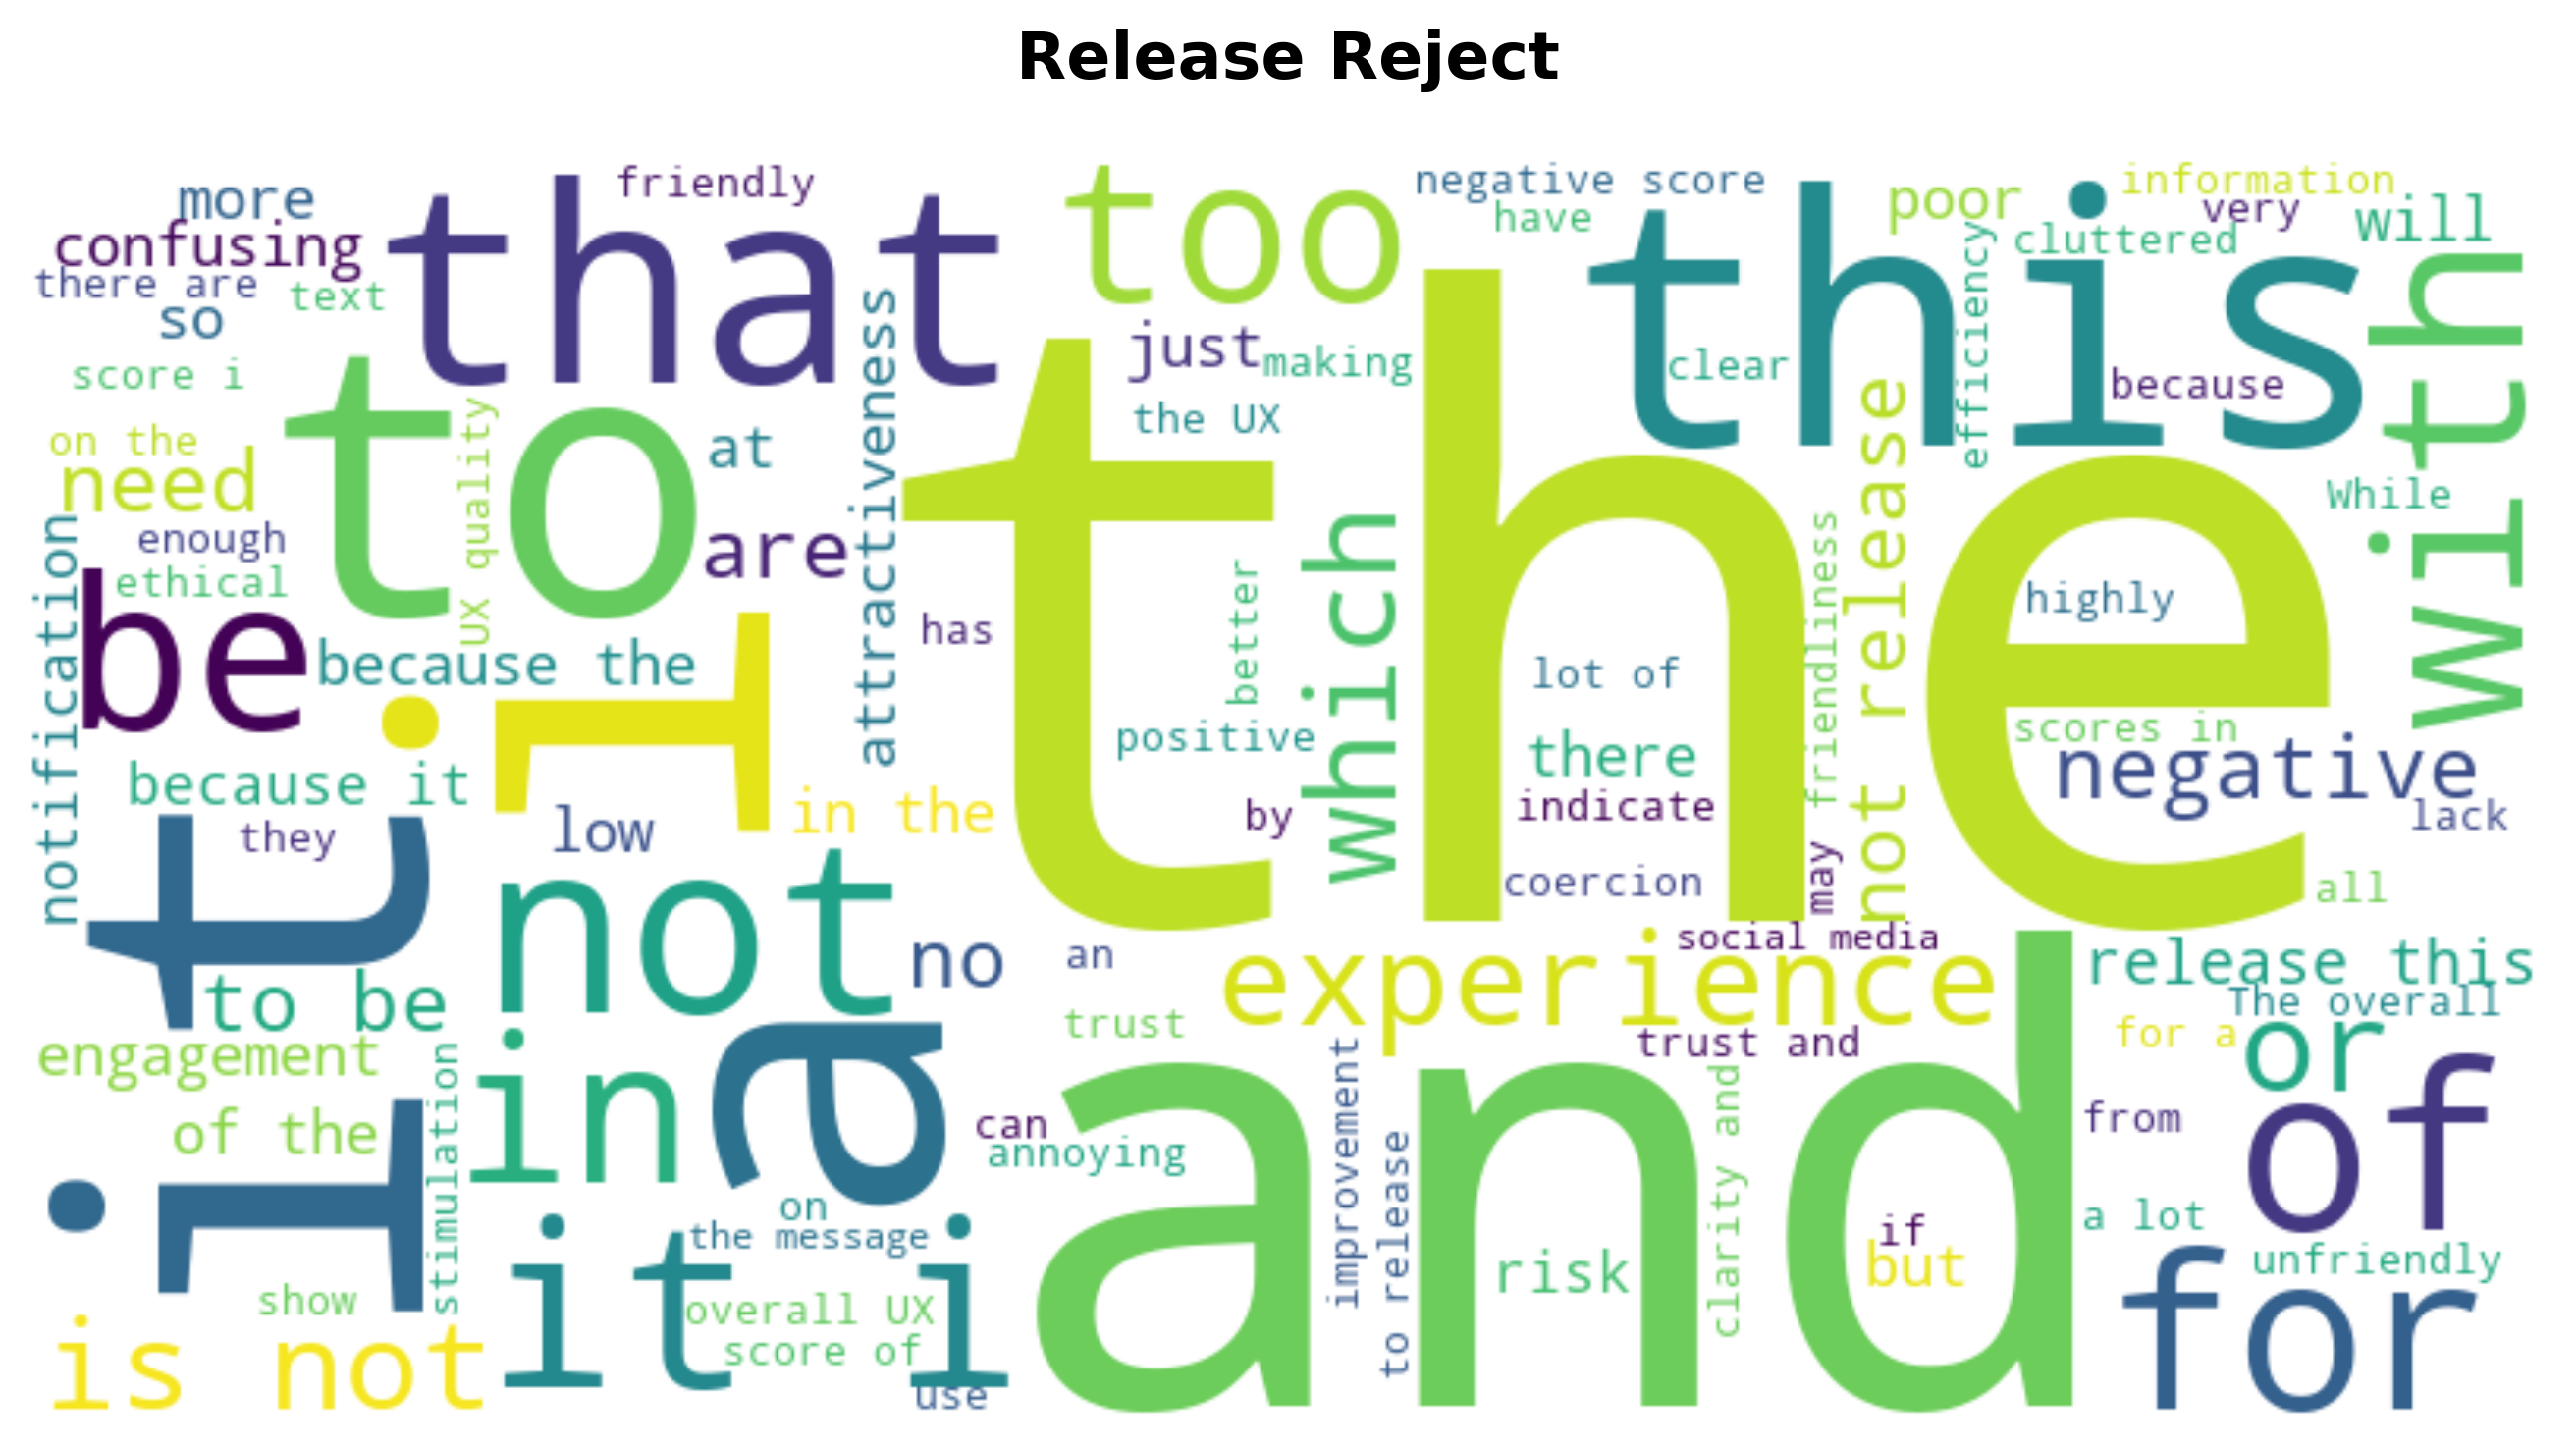 Release Reject
more
friendly
that
too
negative score
have
this
poor
information
very
cluttered
will
confusing
there are
text
so
score i
just
making
the UX
clear
because
efficiency
with
to
on the
need
UX quality
at
attractiveness
the
While
enough
ethical
are
notification
be
because the
has
better
which
lot of
friendliness
not release
highly
is
positive
there
scores in
negative
because it
they
low
in the
by
indicate
lack
coercion
may
all
it
not
no
an
social media
experience
release this
The overall
to be
trust
trust and
for a
or
engagement
in
a
of the
stimulation
can
annoying
and
improvement
to release
clarity and
from
of
is
on
the message
if
but
a lot
risk
unfriendly
show
it
i
overall UX
score of
use
is not
for